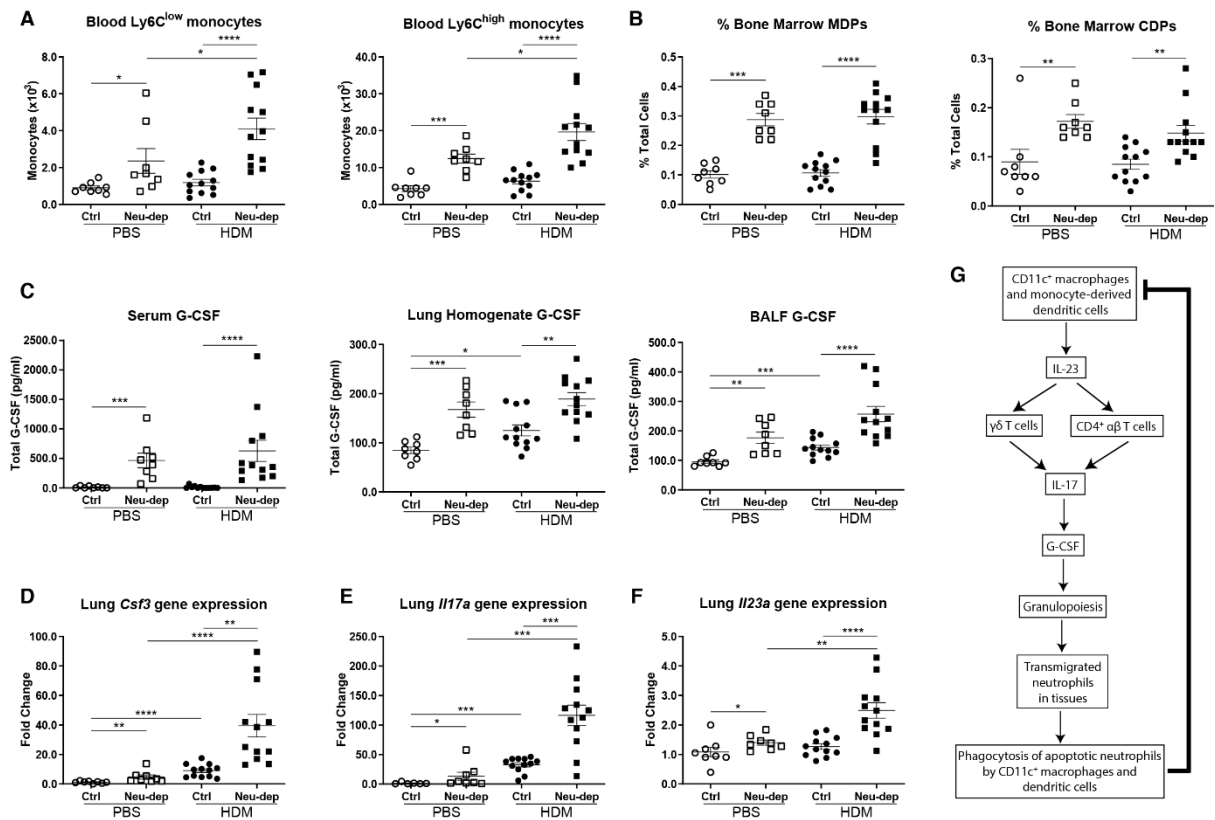 A
Blood Ly6Clow monocytes
Monocytes (x10³)
8.0
6.0
4.0
2.0
0.0
*
*
****
Ctrl Neu-dep Ctrl Neu-dep
PBS HDM
Blood Ly6Chigh monocytes
Monocytes (x10³)
40.0
30.0
20.0
10.0
0.0
***
*
****
Ctrl Neu-dep Ctrl Neu-dep
PBS HDM
B
% Bone Marrow MDPs
% Total Cells
0.5
0.4
0.3
0.2
0.1
0.0
***
****
Ctrl Neu-dep Ctrl Neu-dep
PBS HDM
% Bone Marrow CDPs
% Total Cells
0.3
0.2
0.1
0.0
**
**
Ctrl Neu-dep Ctrl Neu-dep
PBS HDM
C
Serum G-CSF
Total G-CSF (pg/ml)
2500.0
2000.0
1500.0
1000.0
500.0
0.0
***
****
Ctrl Neu-dep Ctrl Neu-dep
PBS HDM
Lung Homogenate G-CSF
Total G-CSF (pg/ml)
300.0
200.0
100.0
0.0
*
***
**
Ctrl Neu-dep Ctrl Neu-dep
PBS HDM
BALF G-CSF
Total G-CSF (pg/ml)
500.0
400.0
300.0
200.0
100.0
0.0
***
**
****
Ctrl Neu-dep Ctrl Neu-dep
PBS HDM
D
Lung Csf3 gene expression
Fold Change
100.0
80.0
60.0
40.0
20.0
0.0
**
****
****
**
Ctrl Neu-dep Ctrl Neu-dep
PBS HDM
E
Lung Il17a gene expression
Fold Change
250.0
200.0
150.0
100.0
50.0
0.0
***
***
***
*
Ctrl Neu-dep Ctrl Neu-dep
PBS HDM
F
Lung Il23a gene expression
Fold Change
5.0
4.0
3.0
2.0
1.0
0.0
****
**
*
Ctrl Neu-dep Ctrl Neu-dep
PBS HDM
G
CD11c⁺ macrophages
and monocyte-derived
dendritic cells
IL-23
γδ T cells
CD4⁺ αβ T cells
IL-17
G-CSF
Granulopoiesis
Transmigrated
neutrophils
in tissues
Phagocytosis of apoptotic neutrophils
by CD11c⁺ macrophages and
dendritic cells